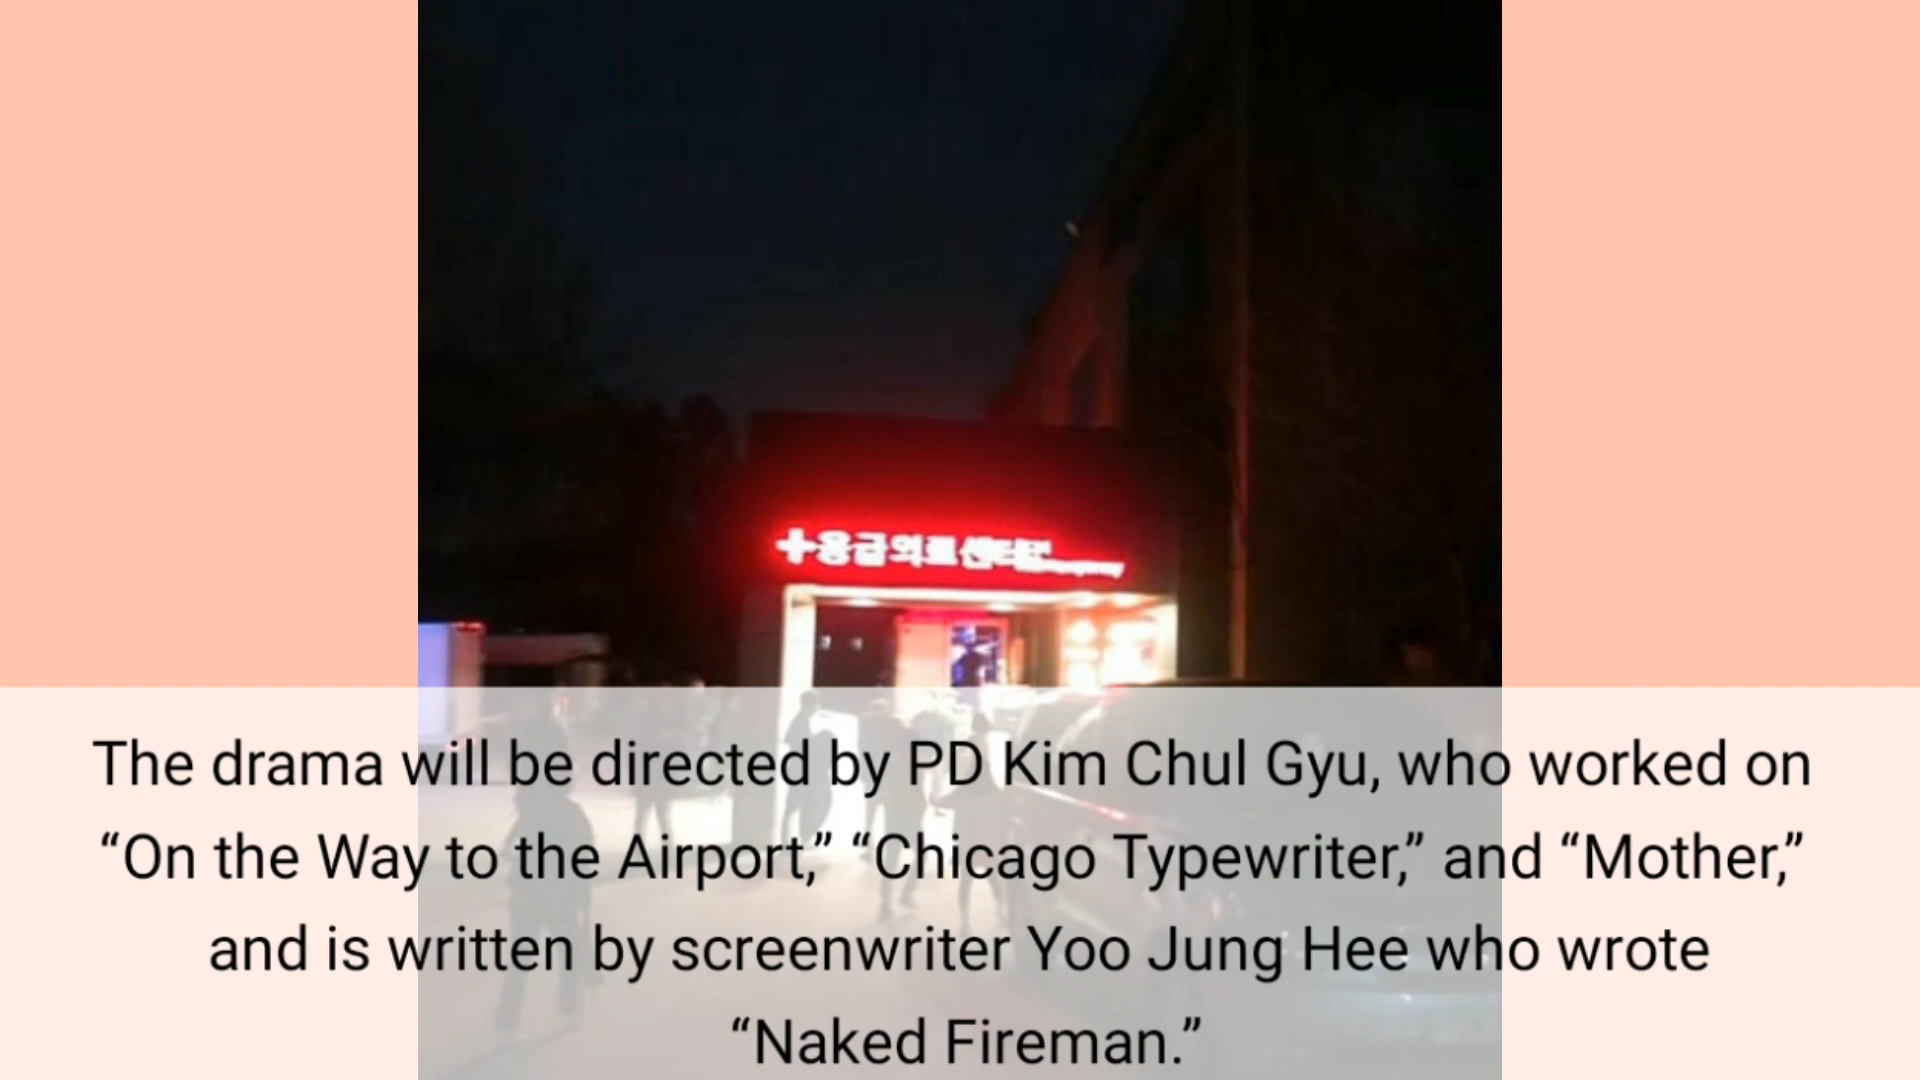 응급의료센터
The drama will be directed by PD Kim Chul Gyu, who worked on
“On the Way to the Airport,” “Chicago Typewriter,” and “Mother,”
and is written by screenwriter Yoo Jung Hee who wrote
“Naked Fireman.”